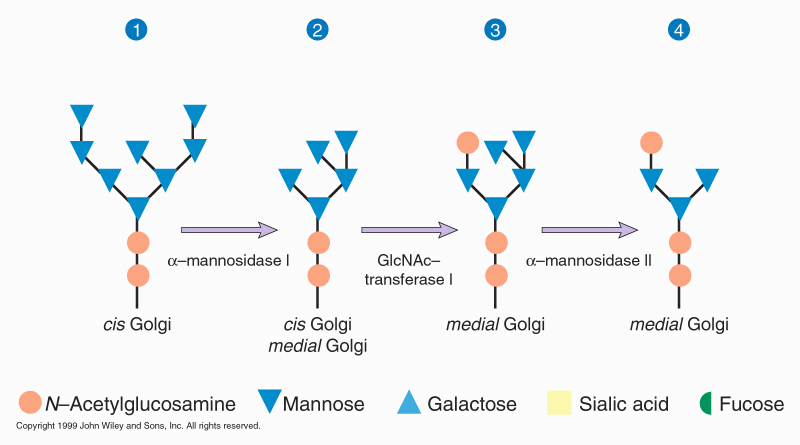 1 2 3 4
α–mannosidase I
GlcNAc–
transferase I
α–mannosidase II
cis Golgi
cis Golgi
medial Golgi
medial Golgi
medial Golgi
N–Acetylglucosamine Mannose Galactose Sialic acid Fucose
Copyright 1999 John Wiley and Sons, Inc. All rights reserved.